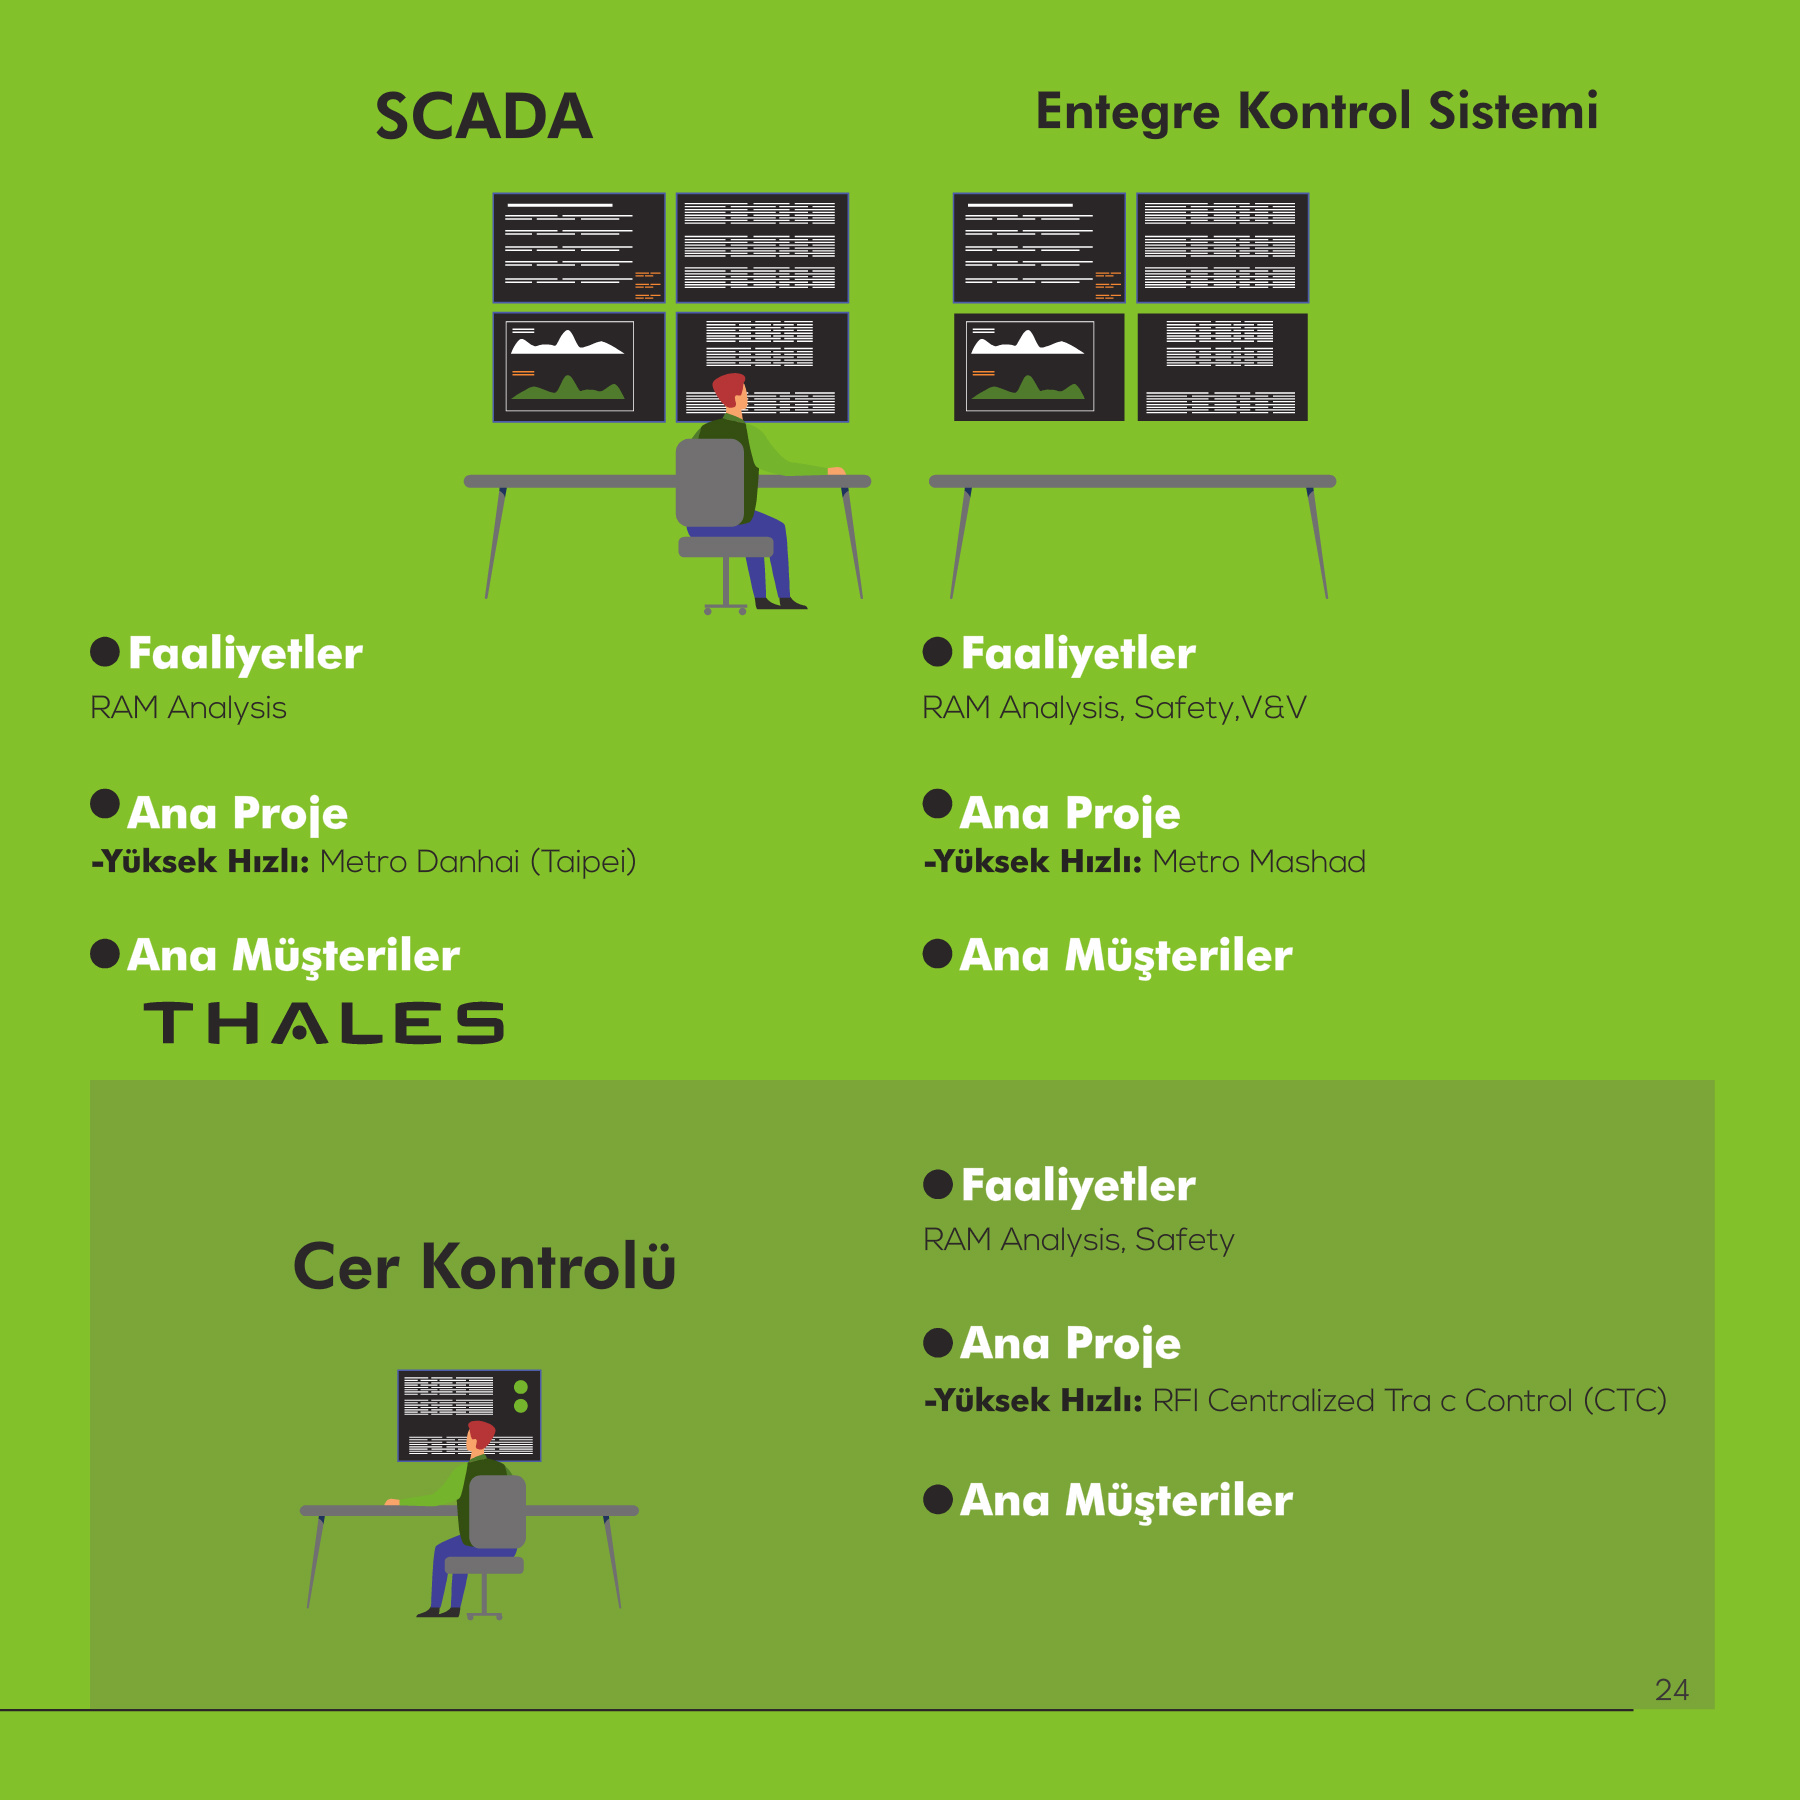 SCADA
Faaliyetler
RAM Analysis
Ana Proje
-Yüksek Hızlı: Metro Danhai (Taipei)
Ana Müşteriler
THALES
Entegre Kontrol Sistemi
Faaliyetler
RAM Analysis, Safety,V&V
Ana Proje
-Yüksek Hızlı: Metro Mashad
Ana Müşteriler
Cer Kontrolü
Faaliyetler
RAM Analysis, Safety
Ana Proje
-Yüksek Hızlı: RFI Centralized Tra c Control (CTC)
Ana Müşteriler
24